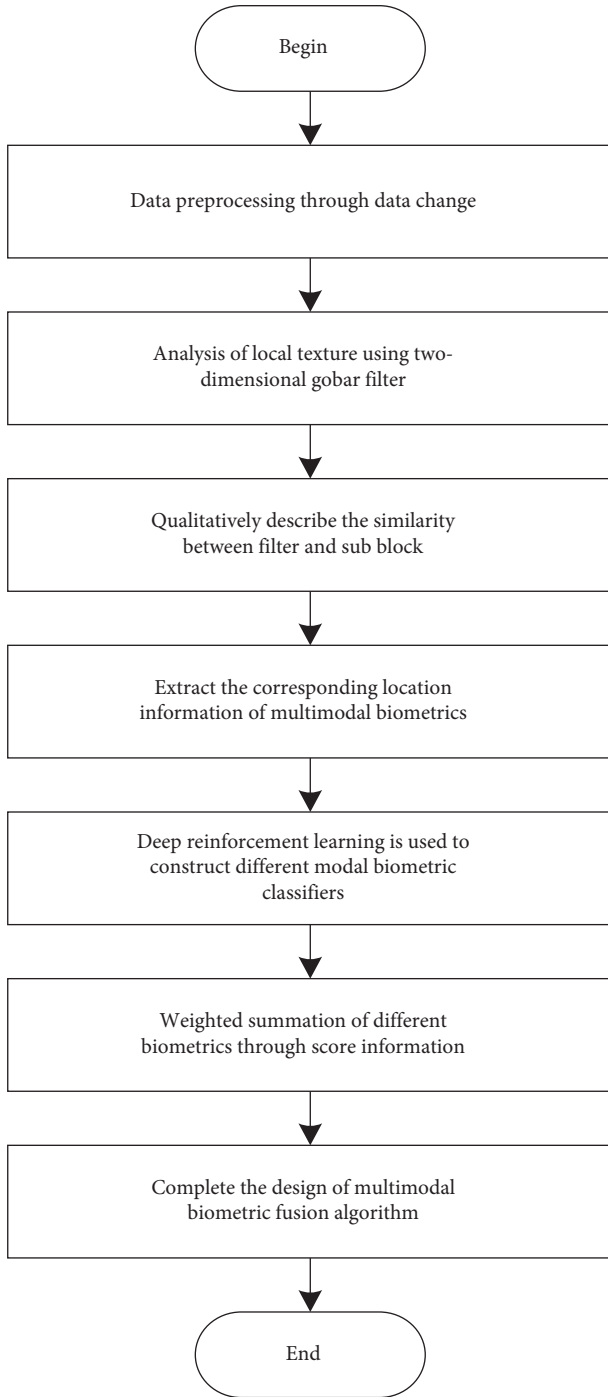 Begin
Data preprocessing through data change
Analysis of local texture using two-
dimensional gobar filter
Qualitatively describe the similarity
between filter and sub block
Extract the corresponding location
information of multimodal biometrics
Deep reinforcement learning is used to
construct different modal biometric
classifiers
Weighted summation of different
biometrics through score information
Complete the design of multimodal
biometric fusion algorithm
End